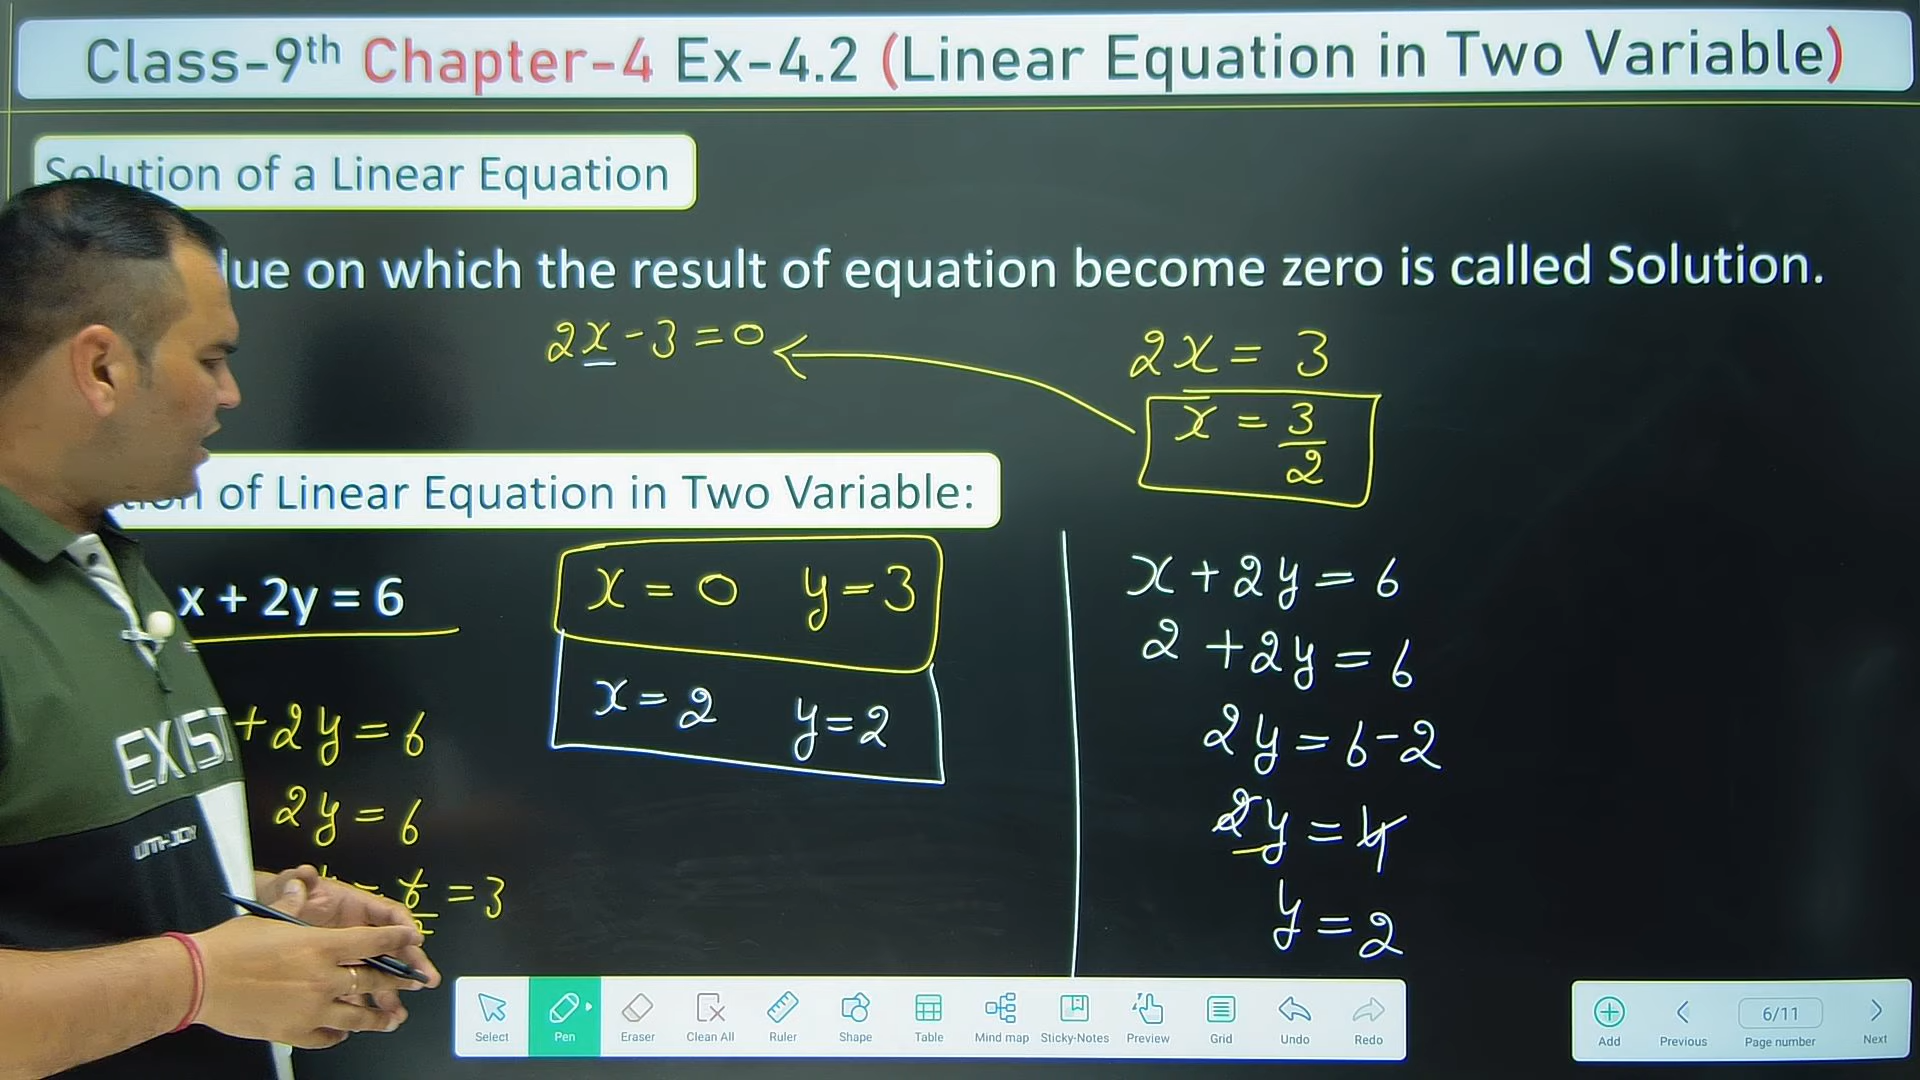 Class-9th Chapter-4 Ex-4.2 (Linear Equation in Two Variable)
Solution of a Linear Equation
lue on which the result of equation become zero is called Solution.
2x - 3 = 0
2x = 3
x = 3/2
of Linear Equation in Two Variable:
x + 2y = 6
x = 0 y = 3
x = 2 y = 2
+ 2y = 6
2y = 6
= 6/2 = 3
x + 2y = 6
2 + 2y = 6
2y = 6 - 2
2y = 4
y = 2
EXIST
Select Pen Eraser Clean All Ruler Shape Table Mind map Sticky-Notes Preview Grid Undo Redo
6/11
Add Previous Page number Next